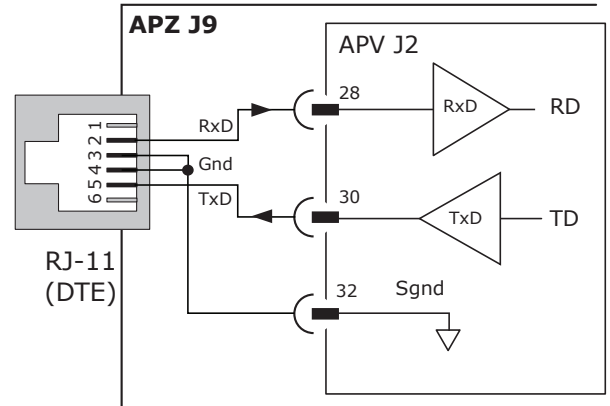 APZ J9
APV J2
28
RxD
RxD
RD
1
2
3
4
5
6
Gnd
TxD
30
TxD
TD
RJ-11
(DTE)
32
Sgnd